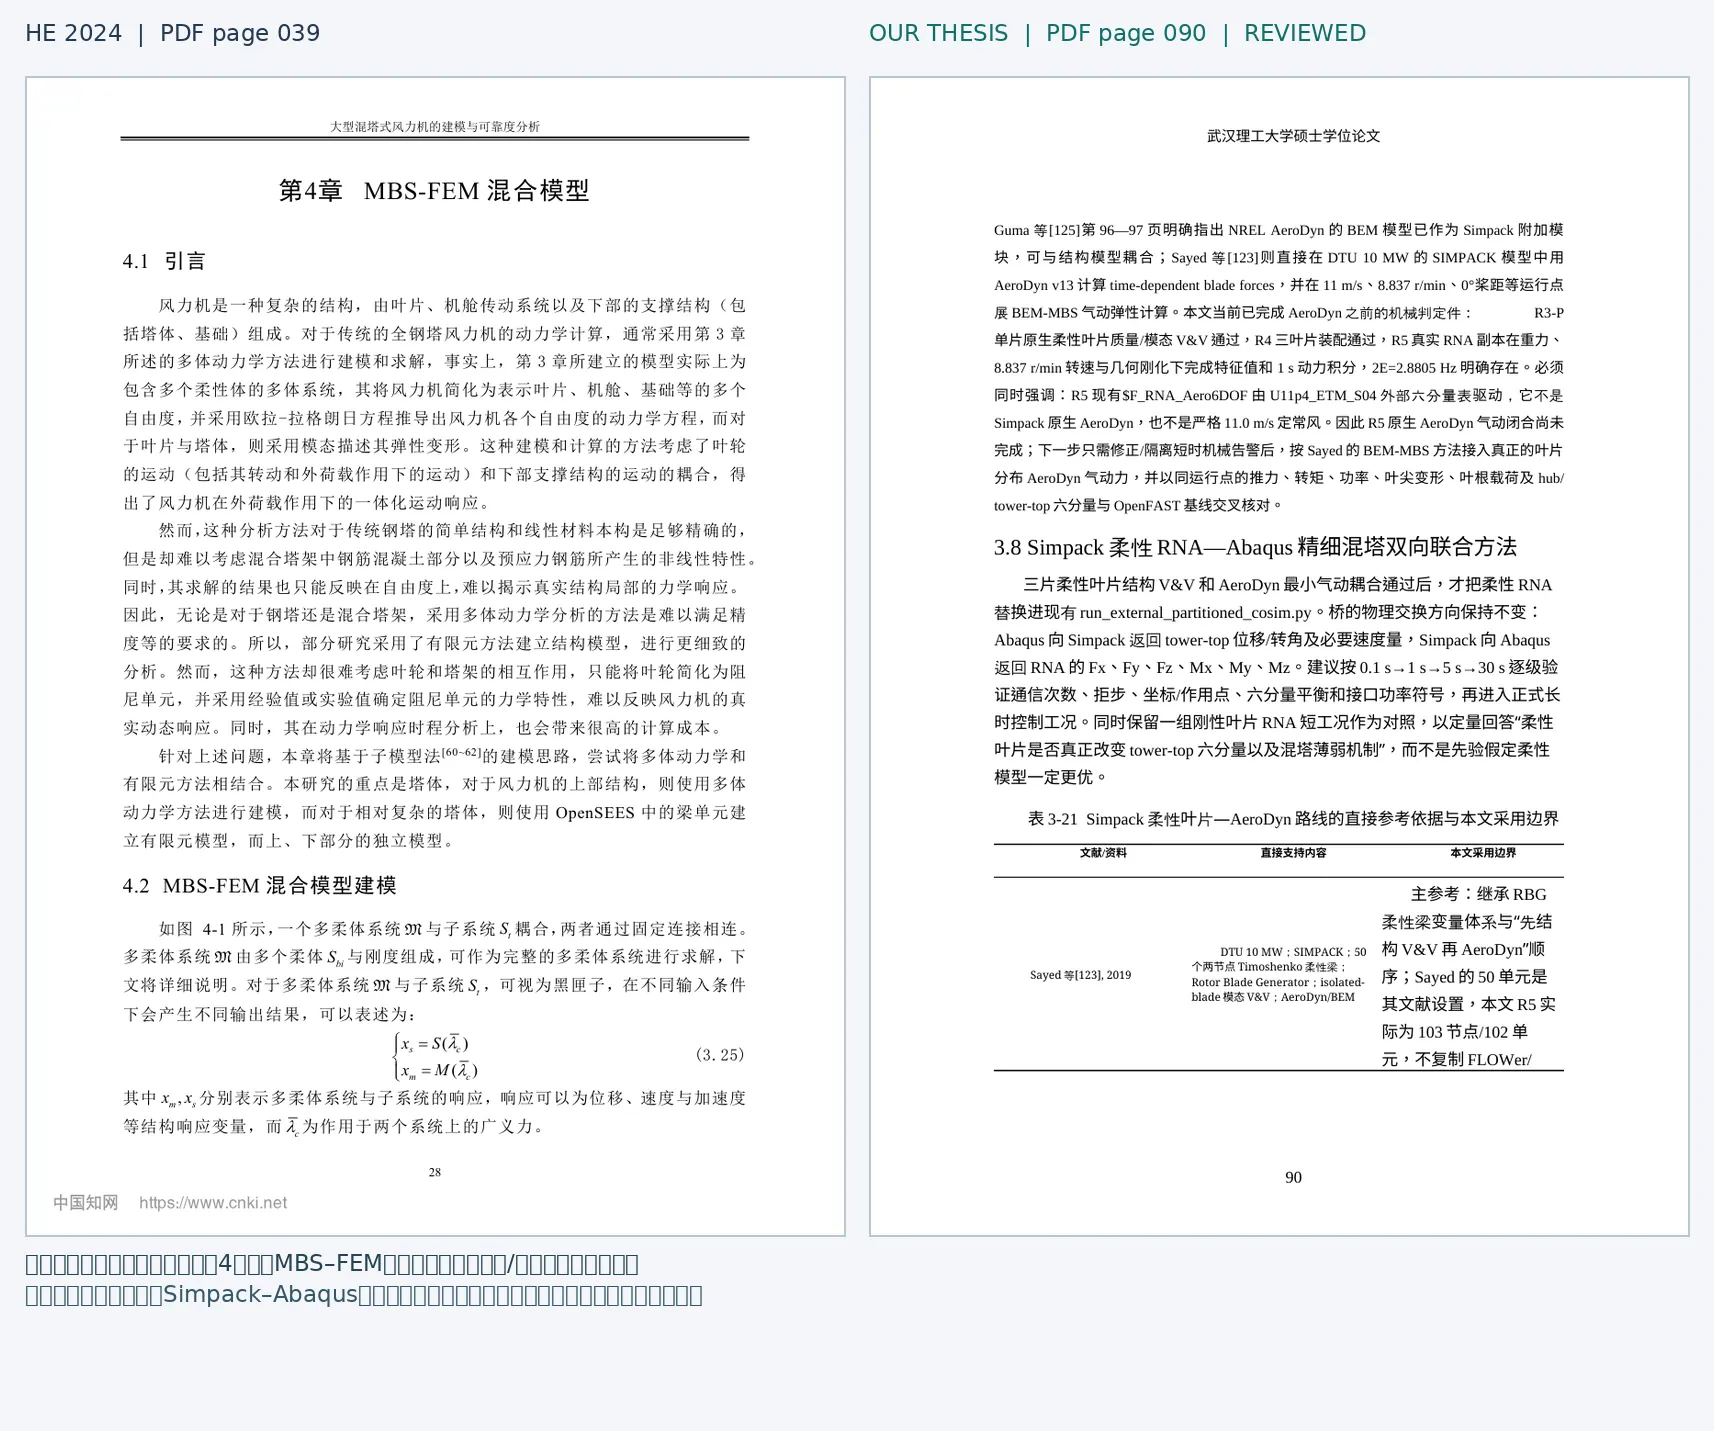 HE 2024 | PDF page 039
大型混塔式风力机的建模与可靠度分析
第4章 MBS-FEM 混合模型
4.1 引言
风力机是一种复杂的结构，由叶片、机舱传动系统以及下部的支撑结构（包
括塔体、基础）组成。对于传统的全钢塔风力机的动力学计算，通常采用第 3 章
所述的多体动力学方法进行建模和求解，事实上，第 3 章所建立的模型实际上为
包含多个柔性体的多体系统，其将风力机简化为表示叶片、机舱、基础等的多个
自由度，并采用欧拉-拉格朗日方程推导出风力机各个自由度的动力学方程，而对
于叶片与塔体，则采用模态描述其弹性变形。这种建模和计算的方法考虑了叶轮
的运动（包括其转动和外荷载作用下的运动）和下部支撑结构的运动的耦合，得
出了风力机在外荷载作用下的一体化运动响应。
然而，这种分析方法对于传统钢塔的简单结构和线性材料本构是足够精确的，
但是却难以考虑混合塔架中钢筋混凝土部分以及预应力钢筋所产生的非线性特性。
同时，其求解的结果也只能反映在自由度上，难以揭示真实结构局部的力学响应。
因此，无论是对于钢塔还是混合塔架，采用多体动力学分析的方法是难以满足精
度等的要求的。所以，部分研究采用了有限元方法建立结构模型，进行更细致的
分析。然而，这种方法却很难考虑叶轮和塔架的相互作用，只能将叶轮简化为阻
尼单元，并采用经验值或实验值确定阻尼单元的力学特性，难以反映风力机的真
实动态响应。同时，其在动力学响应时程分析上，也会带来很高的计算成本。
针对上述问题，本章将基于子模型法[60~62]的建模思路，尝试将多体动力学和
有限元方法相结合。本研究的重点是塔体，对于风力机的上部结构，则使用多体
动力学方法进行建模，而对于相对复杂的塔体，则使用 OpenSEES 中的梁单元建
立有限元模型，而上、下部分的独立模型。
4.2 MBS-FEM 混合模型建模
如图 4-1 所示，一个多柔体系统𝔐与子系统 S_t 耦合，两者通过固定连接相连。
多柔体系统𝔐由多个柔体 S_bi 与刚度组成，可作为完整的多柔体系统进行求解，下
文将详细说明。对于多柔体系统𝔐与子系统 S_t，可视为黑匣子，在不同输入条件
下会产生不同输出结果，可以表述为：
x_s = S(λ̄_c)
x_m = M(λ̄_c)
(3.25)
其中 x_m, x_s 分别表示多柔体系统与子系统的响应，响应可以为位移、速度与加速度
等结构响应变量，而 λ̄_c 为作用于两个系统上的广义力。
28
中国知网 https://www.cnki.net
OUR THESIS | PDF page 090 | REVIEWED
武汉理工大学硕士学位论文
Guma 等[125]第 96—97 页明确指出 NREL AeroDyn 的 BEM 模型已作为 Simpack 附加模
块，可与结构模型耦合；Sayed 等[123]则直接在 DTU 10 MW 的 SIMPACK 模型中用
AeroDyn v13 计算 time-dependent blade forces，并在 11 m/s、8.837 r/min、0°桨距等运行点
展 BEM-MBS 气动弹性计算。本文当前已完成 AeroDyn 之前的机械判定件： R3-P
单片原生柔性叶片质量/模态 V&V 通过，R4 三叶片装配通过，R5 真实 RNA 副本在重力、
8.837 r/min 转速与几何刚化下完成特征值和 1 s 动力积分，2E=2.8805 Hz 明确存在。必须
同时强调：R5 现有$F_RNA_Aero6DOF 由 U11p4_ETM_S04 外部六分量表驱动，它不是
Simpack 原生 AeroDyn，也不是严格 11.0 m/s 定常风。因此 R5 原生 AeroDyn 气动闭合尚未
完成；下一步只需修正/隔离短时机械告警后，按 Sayed 的 BEM-MBS 方法接入真正的叶片
分布 AeroDyn 气动力，并以同运行点的推力、转矩、功率、叶尖变形、叶根载荷及 hub/
tower-top 六分量与 OpenFAST 基线交叉核对。
3.8 Simpack 柔性 RNA—Abaqus 精细混塔双向联合方法
三片柔性叶片结构 V&V 和 AeroDyn 最小气动耦合通过后，才把柔性 RNA
替换进现有 run_external_partitioned_cosim.py。桥的物理交换方向保持不变：
Abaqus 向 Simpack 返回 tower-top 位移/转角及必要速度量，Simpack 向 Abaqus
返回 RNA 的 Fx、Fy、Fz、Mx、My、Mz。建议按 0.1 s→1 s→5 s→30 s 逐级验
证通信次数、拒步、坐标/作用点、六分量平衡和接口功率符号，再进入正式长
时控制工况。同时保留一组刚性叶片 RNA 短工况作为对照，以定量回答“柔性
叶片是否真正改变 tower-top 六分量以及混塔薄弱机制”，而不是先验假定柔性
模型一定更优。
表 3-21 Simpack 柔性叶片—AeroDyn 路线的直接参考依据与本文采用边界
文献/资料 直接支持内容 本文采用边界
Sayed 等[123], 2019
DTU 10 MW；SIMPACK；50
个两节点 Timoshenko 柔性梁；
Rotor Blade Generator；isolated-
blade 模态 V&V；AeroDyn/BEM
主参考：继承 RBG
柔性梁变量体系与“先结
构 V&V 再 AeroDyn”顺
序；Sayed 的 50 单元是
其文献设置，本文 R5 实
际为 103 节点/102 单
元，不复制 FLOWer/
90
4
MBS–FEM
/
Simpack–Abaqus